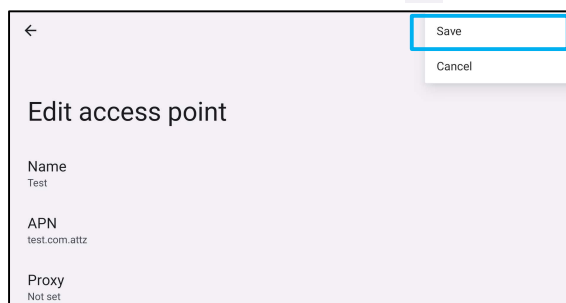 Save
Cancel
Edit access point
Name
Test
APN
test.com.attz
Proxy
Not set